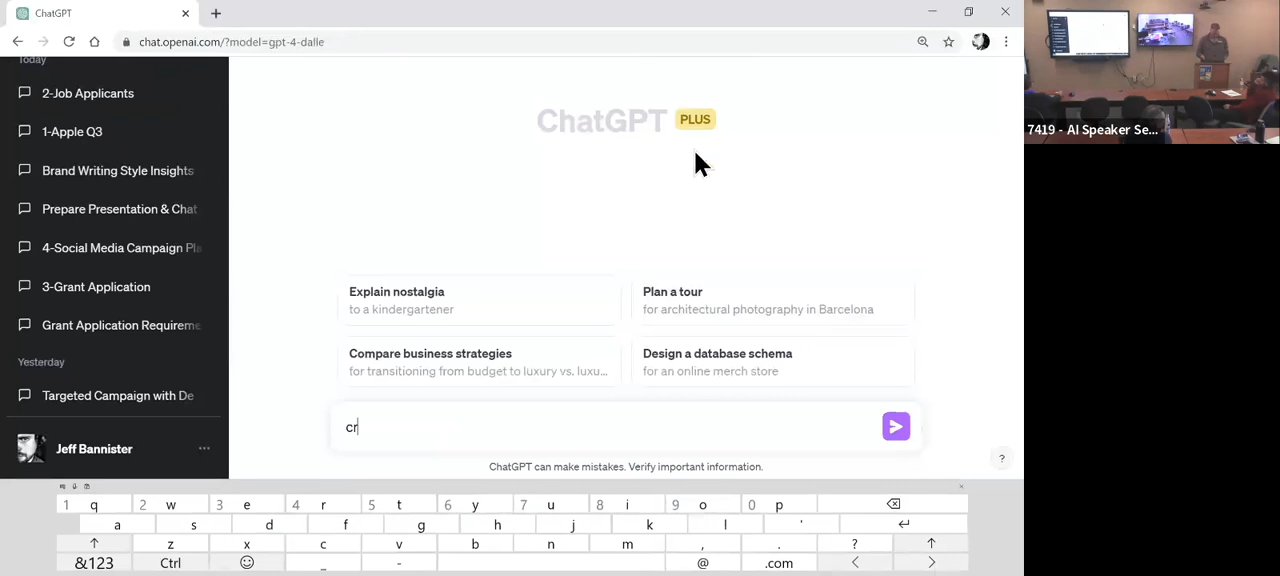 ChatGPT
chat.openai.com/?model=gpt-4-dalle
Today
2-Job Applicants
1-Apple Q3
Brand Writing Style Insights
Prepare Presentation & Chat
4-Social Media Campaign Pla
3-Grant Application
Grant Application Requireme
Yesterday
Targeted Campaign with De
Jeff Bannister
ChatGPT PLUS
Explain nostalgia
to a kindergartener
Plan a tour
for architectural photography in Barcelona
Compare business strategies
for transitioning from budget to luxury vs. luxu...
Design a database schema
for an online merch store
cr
ChatGPT can make mistakes. Verify important information.
?
1 q 2 w 3 e 4 r 5 t 6 y 7 u 8 i 9 o 0 p
a s d f g h j k l '
z x c v b n m , . ?
&123 Ctrl _ - @ .com < >
7419 - AI Speaker Se...